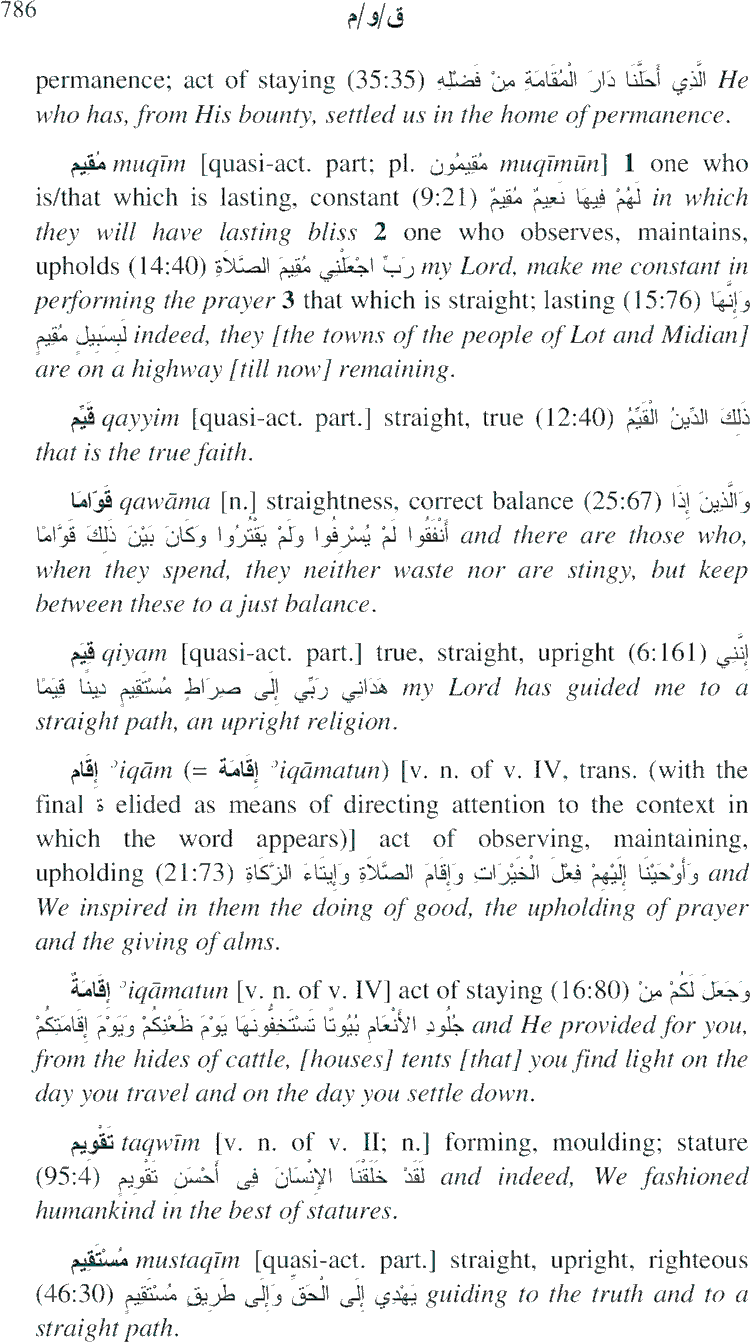 786
ق/و/م
permanence; act of staying (35:35) الَّذِي أَحَلَّنَا دَارَ الْمُقَامَةِ مِنْ فَضْلِهِ He
who has, from His bounty, settled us in the home of permanence.
مُقِيم muqīm [quasi-act. part; pl. مُقِيمُون muqīmūn] 1 one who
is/that which is lasting, constant (9:21) لَهُمْ فِيهَا نَعِيمٌ مُقِيمٌ in which
they will have lasting bliss 2 one who observes, maintains,
upholds (14:40) رَبِّ اجْعَلْنِي مُقِيمَ الصَّلَاةِ my Lord, make me constant in
performing the prayer 3 that which is straight; lasting (15:76) وَإِنَّهَا
لَبِسَبِيلٍ مُقِيمٍ indeed, they [the towns of the people of Lot and Midian]
are on a highway [till now] remaining.
قَيِّم qayyim [quasi-act. part.] straight, true (12:40) ذَلِكَ الدِّينُ الْقَيِّمُ
that is the true faith.
قَوَامَا qawāma [n.] straightness, correct balance (25:67) وَالَّذِينَ إِذَا
أَنْفَقُوا لَمْ يُسْرِفُوا وَلَمْ يَقْتُرُوا وَكَانَ بَيْنَ ذَلِكَ قَوَّامًا and there are those who,
when they spend, they neither waste nor are stingy, but keep
between these to a just balance.
قِيَم qiyam [quasi-act. part.] true, straight, upright (6:161) إِنَّنِي
هَدَانِي رَبِّي إِلَى صِرَاطٍ مُسْتَقِيمٍ دِينًا قِيَمًا my Lord has guided me to a
straight path, an upright religion.
إِقَام ʾiqām (= إِقَامَة ʾiqāmatun) [v. n. of v. IV, trans. (with the
final ة elided as means of directing attention to the context in
which the word appears)] act of observing, maintaining,
upholding (21:73) وَأَوْحَيْنَا إِلَيْهِمْ فِعْلَ الْخَيْرَاتِ وَإِقَامَ الصَّلَاةِ وَإِيتَاءَ الزَّكَاةِ and
We inspired in them the doing of good, the upholding of prayer
and the giving of alms.
إِقَامَةٌ ʾiqāmatun [v. n. of v. IV] act of staying (16:80) وَجَعَلَ لَكُمْ مِنْ
جُلُودِ الأَنْعَامِ بُيُوتًا تَسْتَخِفُّونَهَا يَوْمَ ظَعْنِكُمْ وَيَوْمَ إِقَامَتِكُمْ and He provided for you,
from the hides of cattle, [houses] tents [that] you find light on the
day you travel and on the day you settle down.
تَقْوِيم taqwīm [v. n. of v. II; n.] forming, moulding; stature
(95:4) لَقَدْ خَلَقْنَا الإِنْسَانَ فِى أَحْسَنِ تَقْوِيمٍ and indeed, We fashioned
humankind in the best of statures.
مُسْتَقِيم mustaqīm [quasi-act. part.] straight, upright, righteous
(46:30) يَهْدِي إِلَى الْحَقِّ وَإِلَى طَرِيقٍ مُسْتَقِيمٍ guiding to the truth and to a
straight path.